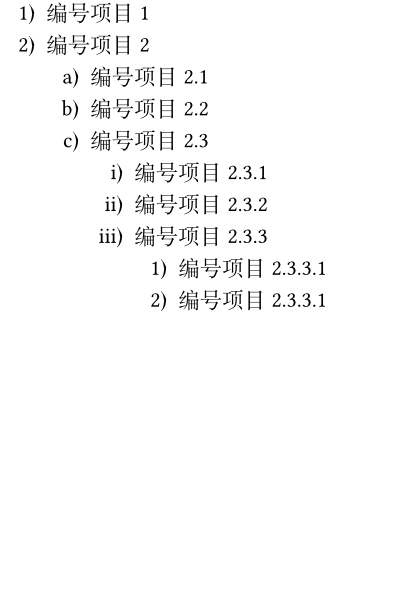 1) 编号项目 1
2) 编号项目 2
a) 编号项目 2.1
b) 编号项目 2.2
c) 编号项目 2.3
i) 编号项目 2.3.1
ii) 编号项目 2.3.2
iii) 编号项目 2.3.3
1) 编号项目 2.3.3.1
2) 编号项目 2.3.3.1